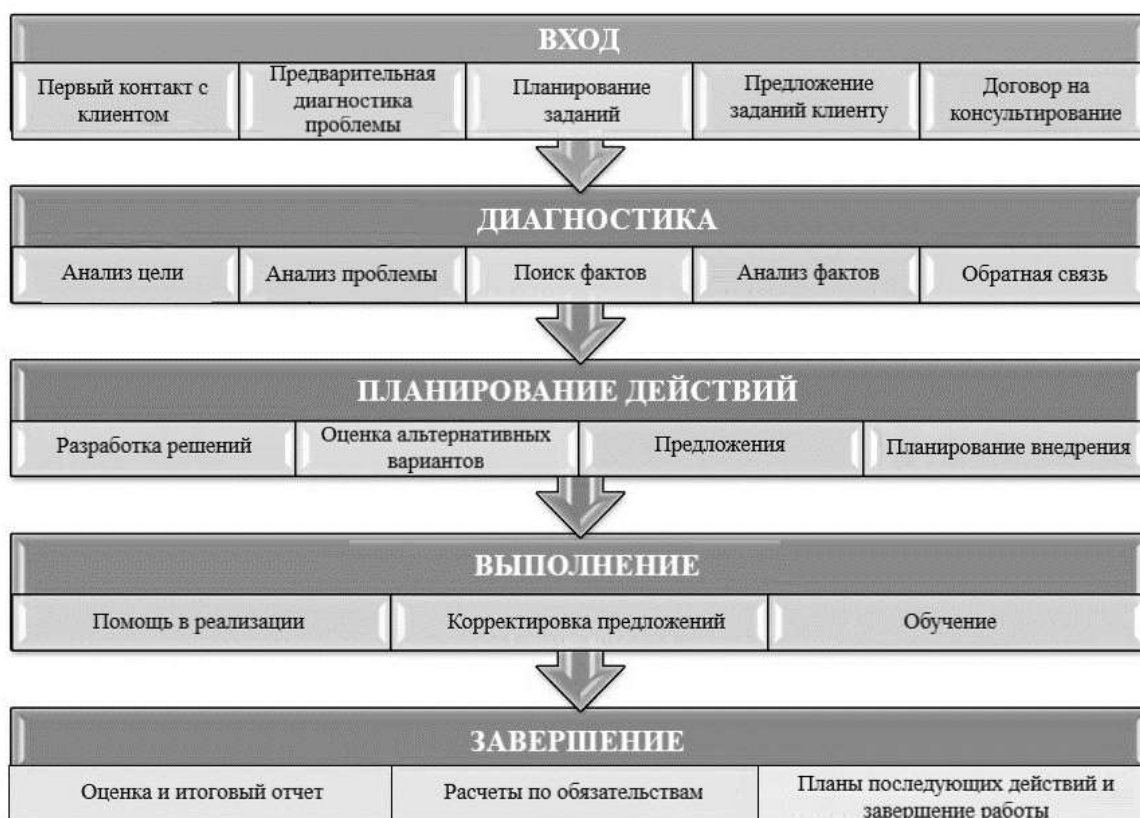 ВХОД
Первый контакт с
клиентом
Предварительная
диагностика
проблемы
Планирование
заданий
Предложение
заданий клиенту
Договор на
консультирование
ДИАГНОСТИКА
Анализ цели
Анализ проблемы
Поиск фактов
Анализ фактов
Обратная связь
ПЛАНИРОВАНИЕ ДЕЙСТВИЙ
Разработка решений
Оценка альтернативных
вариантов
Предложения
Планирование внедрения
ВЫПОЛНЕНИЕ
Помощь в реализации
Корректировка предложений
Обучение
ЗАВЕРШЕНИЕ
Оценка и итоговый отчет
Расчеты по обязательствам
Планы последующих действий и
завершение работы